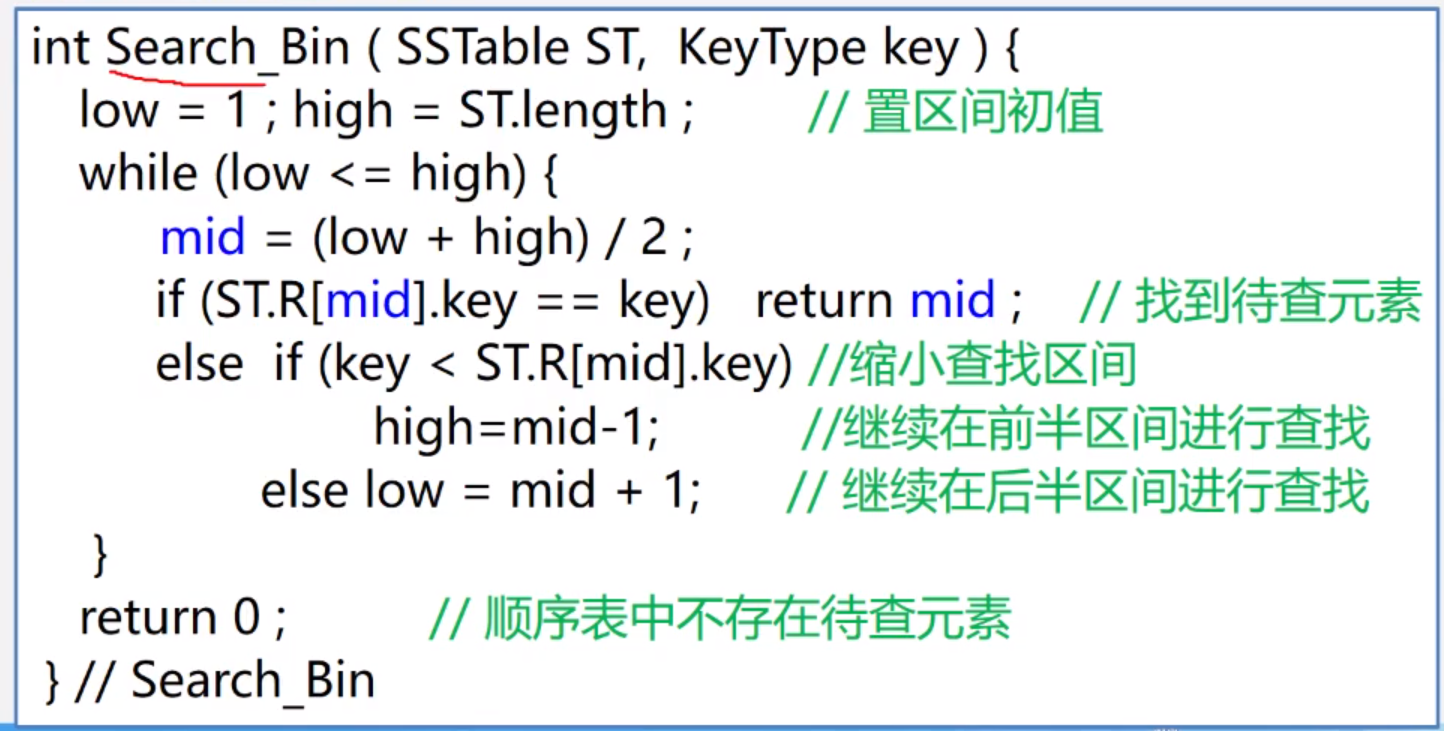 int Search_Bin ( SSTable ST, KeyType key ) {
low = 1 ; high = ST.length ; // 置区间初值
while (low <= high) {
mid = (low + high) / 2 ;
if (ST.R[mid].key == key) return mid ; // 找到待查元素
else if (key < ST.R[mid].key) //缩小查找区间
high=mid-1; //继续在前半区间进行查找
else low = mid + 1; // 继续在后半区间进行查找
}
return 0 ; // 顺序表中不存在待查元素
} // Search_Bin